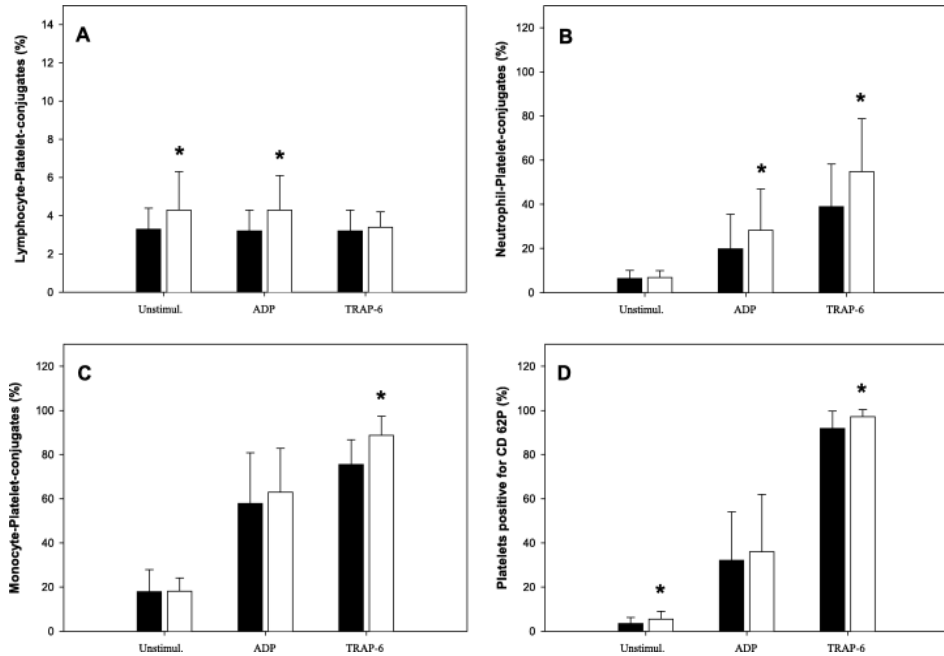 A
Lymphocyte-Platelet-conjugates (%)
14
12
10
8
6
4
2
0
*
*
Unstimul.
ADP
TRAP-6
B
Neutrophil-Platelet-conjugates (%)
120
100
80
60
40
20
0
*
*
Unstimul.
ADP
TRAP-6
C
Monocyte-Platelet-conjugates (%)
120
100
80
60
40
20
0
*
Unstimul.
ADP
TRAP-6
D
Platelets positive for CD 62P (%)
120
100
80
60
40
20
0
*
*
Unstimul.
ADP
TRAP-6